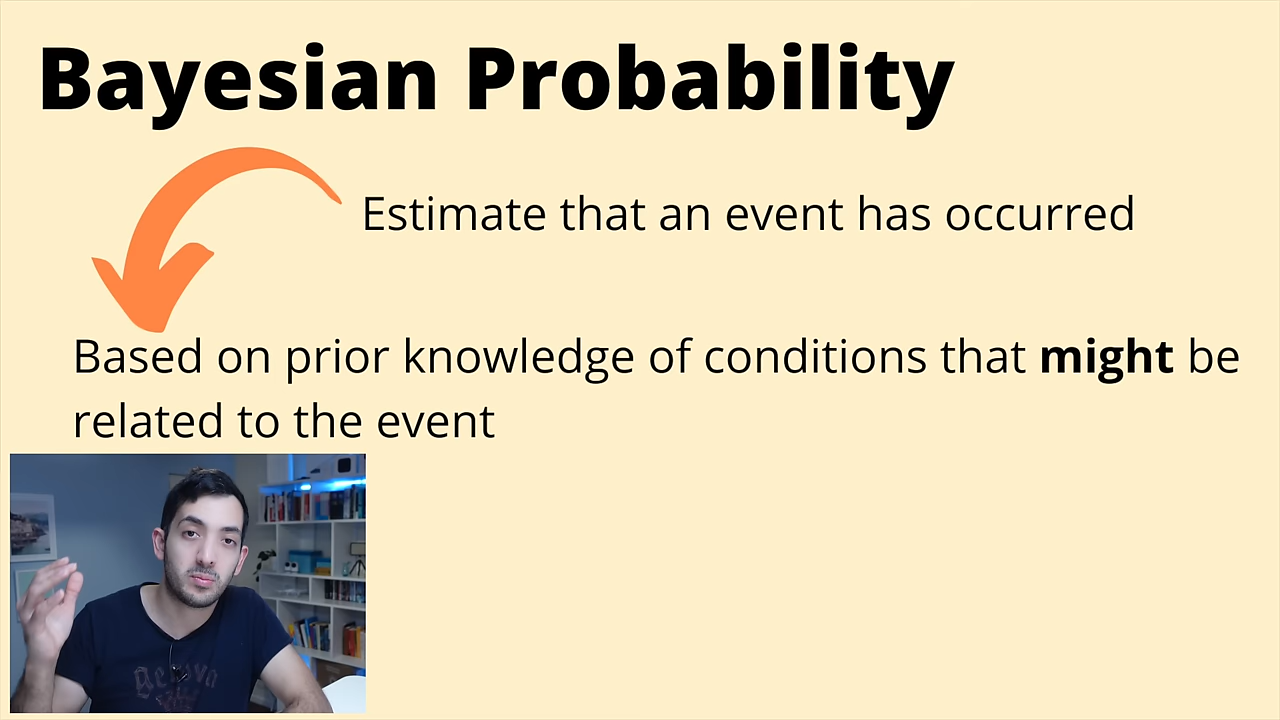 Bayesian Probability
Estimate that an event has occurred
Based on prior knowledge of conditions that might be
related to the event